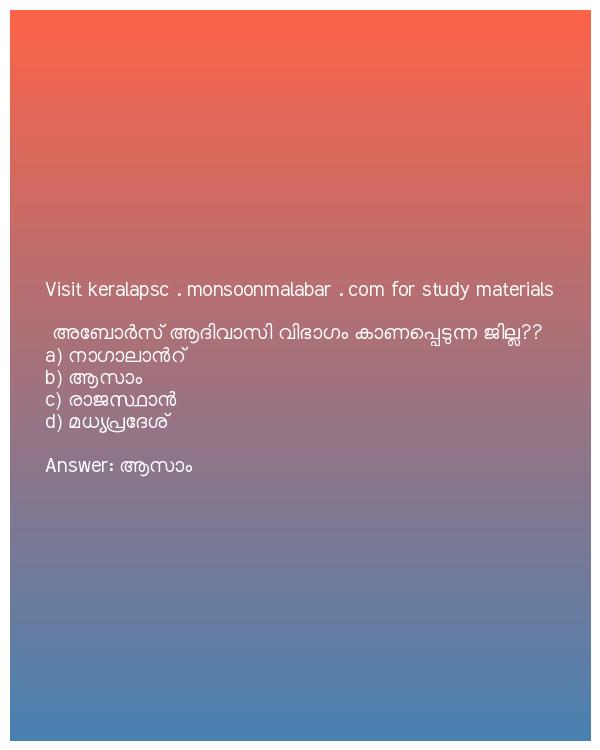 Visit keralapsc . monsoonmalabar . com for study materials
അബോർസ് ആദിവാസി വിഭാഗം കാണപ്പെടുന്ന ജില്ല??
a) നാഗാലാൻറ്
b) ആസാം
c) രാജസ്ഥാൻ
d) മധ്യപ്രദേശ്
Answer: ആസാം